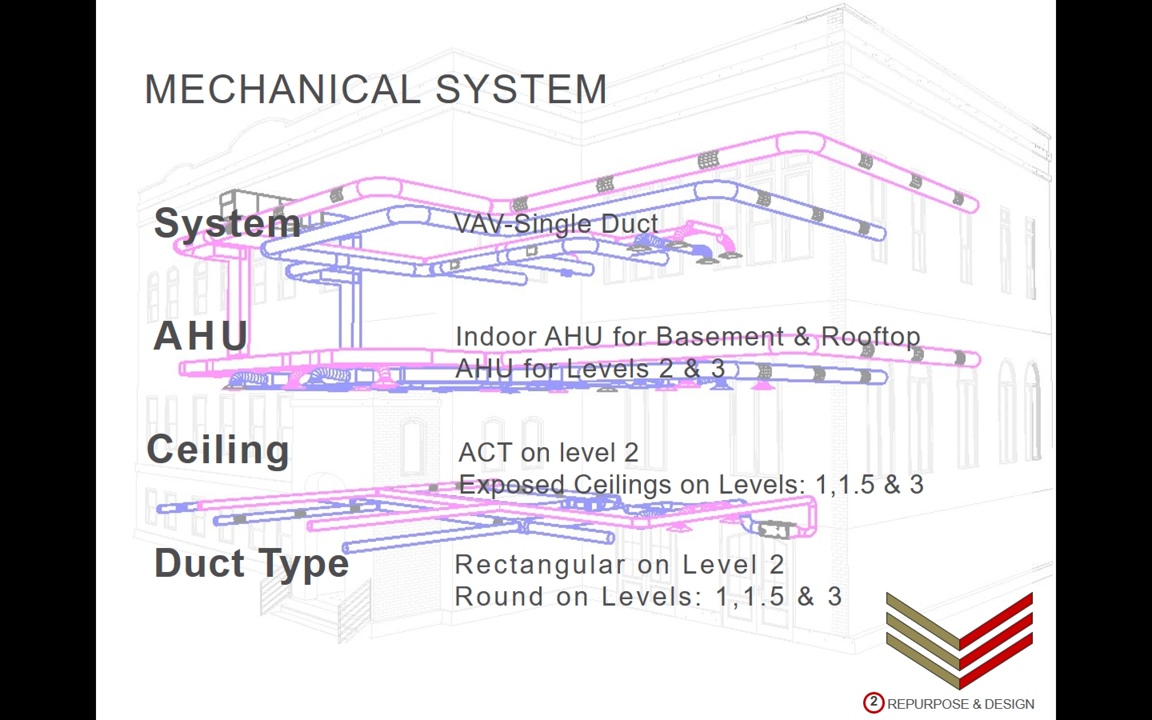 MECHANICAL SYSTEM
System
VAV-Single Duct
AHU
Indoor AHU for Basement & Rooftop
AHU for Levels 2 & 3
Ceiling
ACT on level 2
Exposed Ceilings on Levels: 1,1.5 & 3
Duct Type
Rectangular on Level 2
Round on Levels: 1,1.5 & 3
2 REPURPOSE & DESIGN